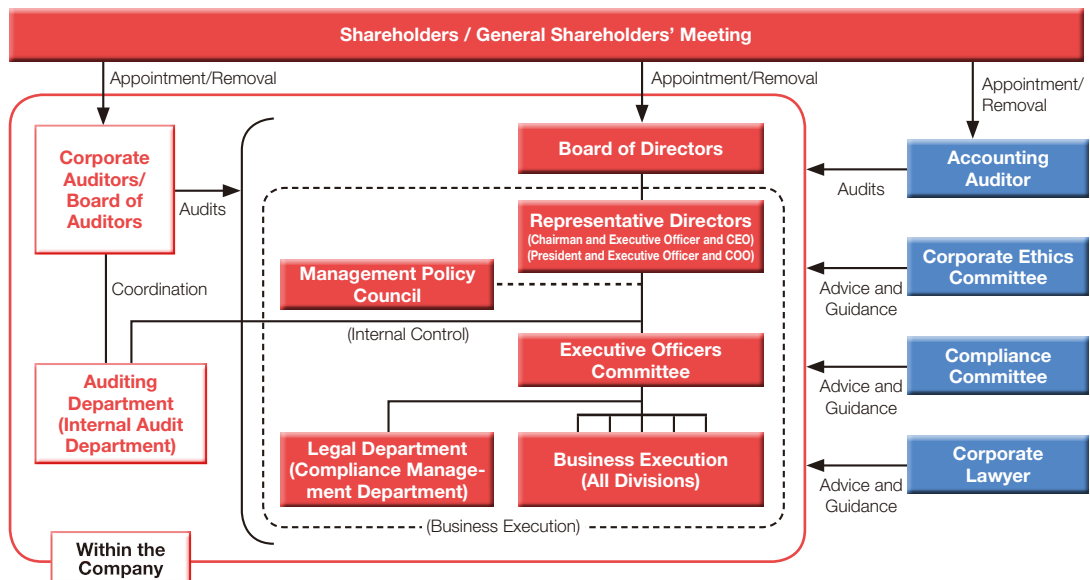 Shareholders / General Shareholders' Meeting
Appointment/Removal
Appointment/Removal
Appointment/
Removal
Corporate
Auditors/
Board of
Auditors
Audits
Board of Directors
Audits
Accounting
Auditor
Representative Directors
(Chairman and Executive Officer and CEO)
(President and Executive Officer and COO)
Corporate Ethics
Committee
Advice and
Guidance
Management Policy
Council
Coordination
(Internal Control)
Executive Officers
Committee
Compliance
Committee
Advice and
Guidance
Auditing
Department
(Internal Audit
Department)
Legal Department
(Compliance Manage-
ment Department)
Business Execution
(All Divisions)
Corporate
Lawyer
Advice and
Guidance
(Business Execution)
Within the
Company